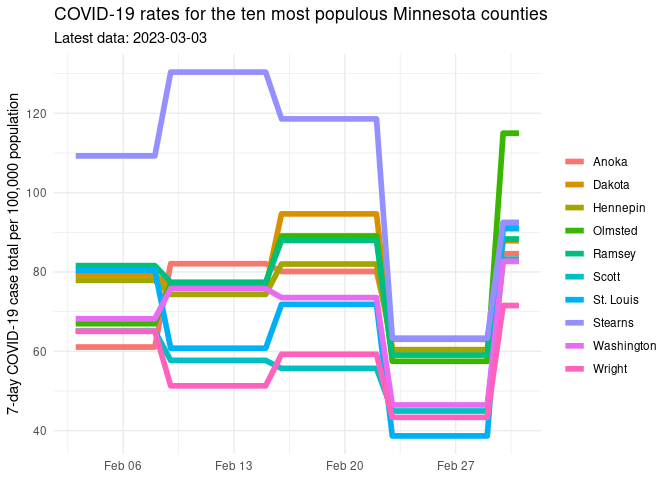 COVID-19 rates for the ten most populous Minnesota counties
Latest data: 2023-03-03
7-day COVID-19 case total per 100,000 population
120
100
80
60
40
Feb 06
Feb 13
Feb 20
Feb 27
Anoka
Dakota
Hennepin
Olmsted
Ramsey
Scott
St. Louis
Stearns
Washington
Wright